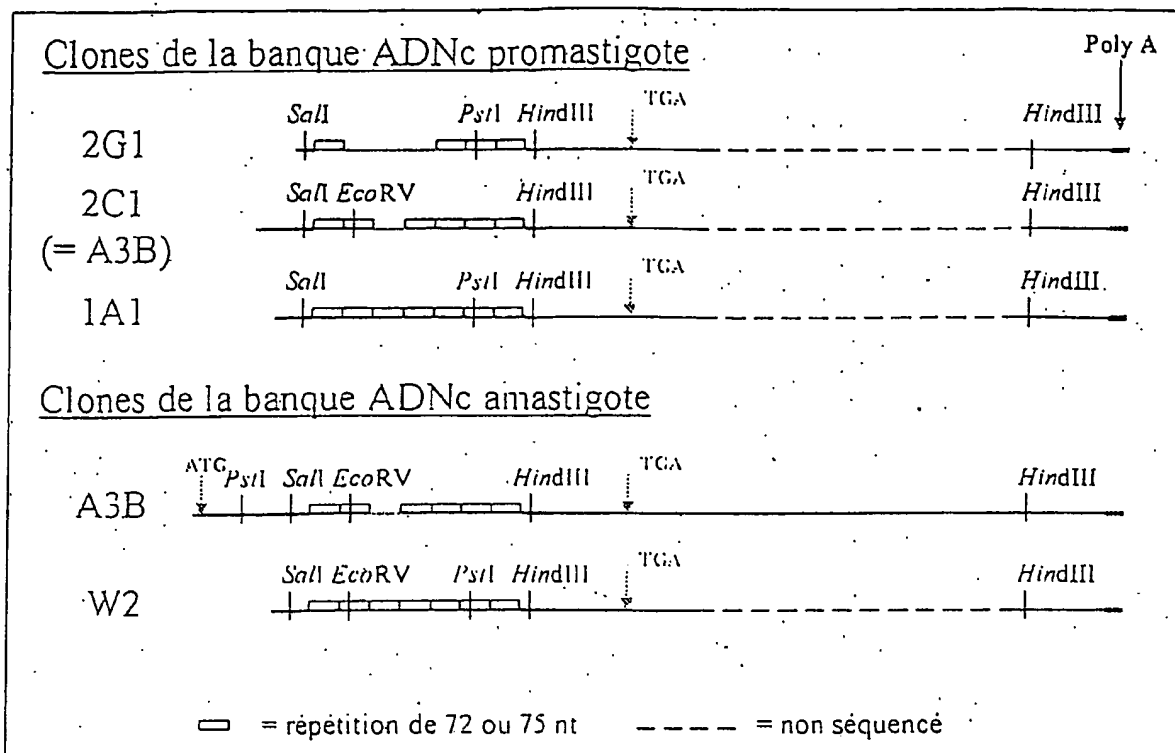 Clones de la banque ADNc promastigote
Poly A
2G1
SalI PstI HindIII TGA HindIII
2C1
(= A3B)
SalI EcoRV HindIII TGA HindIII
1A1
SalI PstI HindIII TGA HindIII
Clones de la banque ADNc amastigote
A3B
ATG PstI SalI EcoRV HindIII TGA HindIII
W2
SalI EcoRV PstI HindIII TGA HindIII
= répétition de 72 ou 75 nt = non séquencé